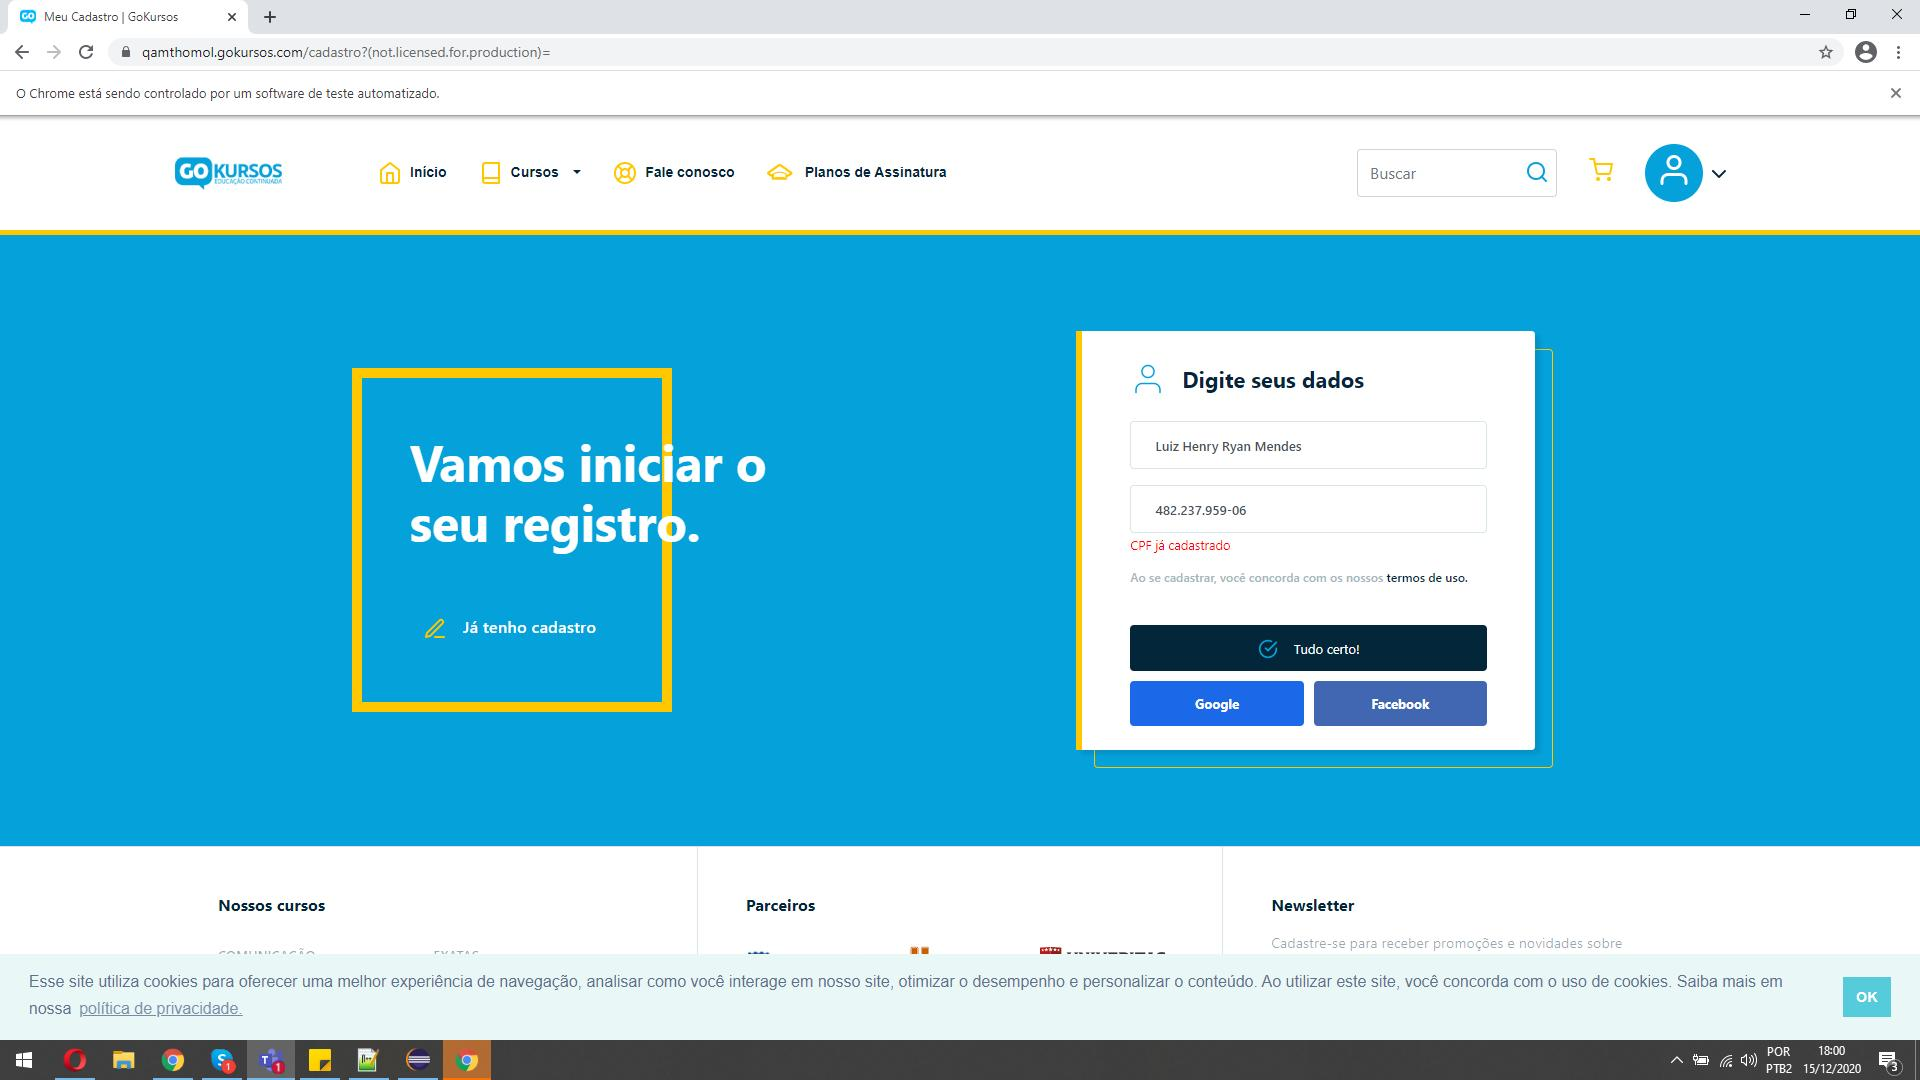 Meu Cadastro | GoKursos
qamthomol.gokursos.com/cadastro?(not.licensed.for.production)=
O Chrome está sendo controlado por um software de teste automatizado.
GO KURSOS
EDUCAÇÃO CONTINUADA
Início
Cursos
Fale conosco
Planos de Assinatura
Buscar
Vamos iniciar o
seu registro.
Já tenho cadastro
Digite seus dados
Luiz Henry Ryan Mendes
482.237.959-06
CPF já cadastrado
Ao se cadastrar, você concorda com os nossos termos de uso.
Tudo certo!
Google
Facebook
Nossos cursos
COMUNICAÇÃO
EXATAS
Parceiros
UNIVERITAS
Newsletter
Cadastre-se para receber promoções e novidades sobre
Esse site utiliza cookies para oferecer uma melhor experiência de navegação, analisar como você interage em nosso site, otimizar o desempenho e personalizar o conteúdo. Ao utilizar este site, você concorda com o uso de cookies. Saiba mais em
nossa política de privacidade.
OK
POR
PTB2
18:00
15/12/2020
3